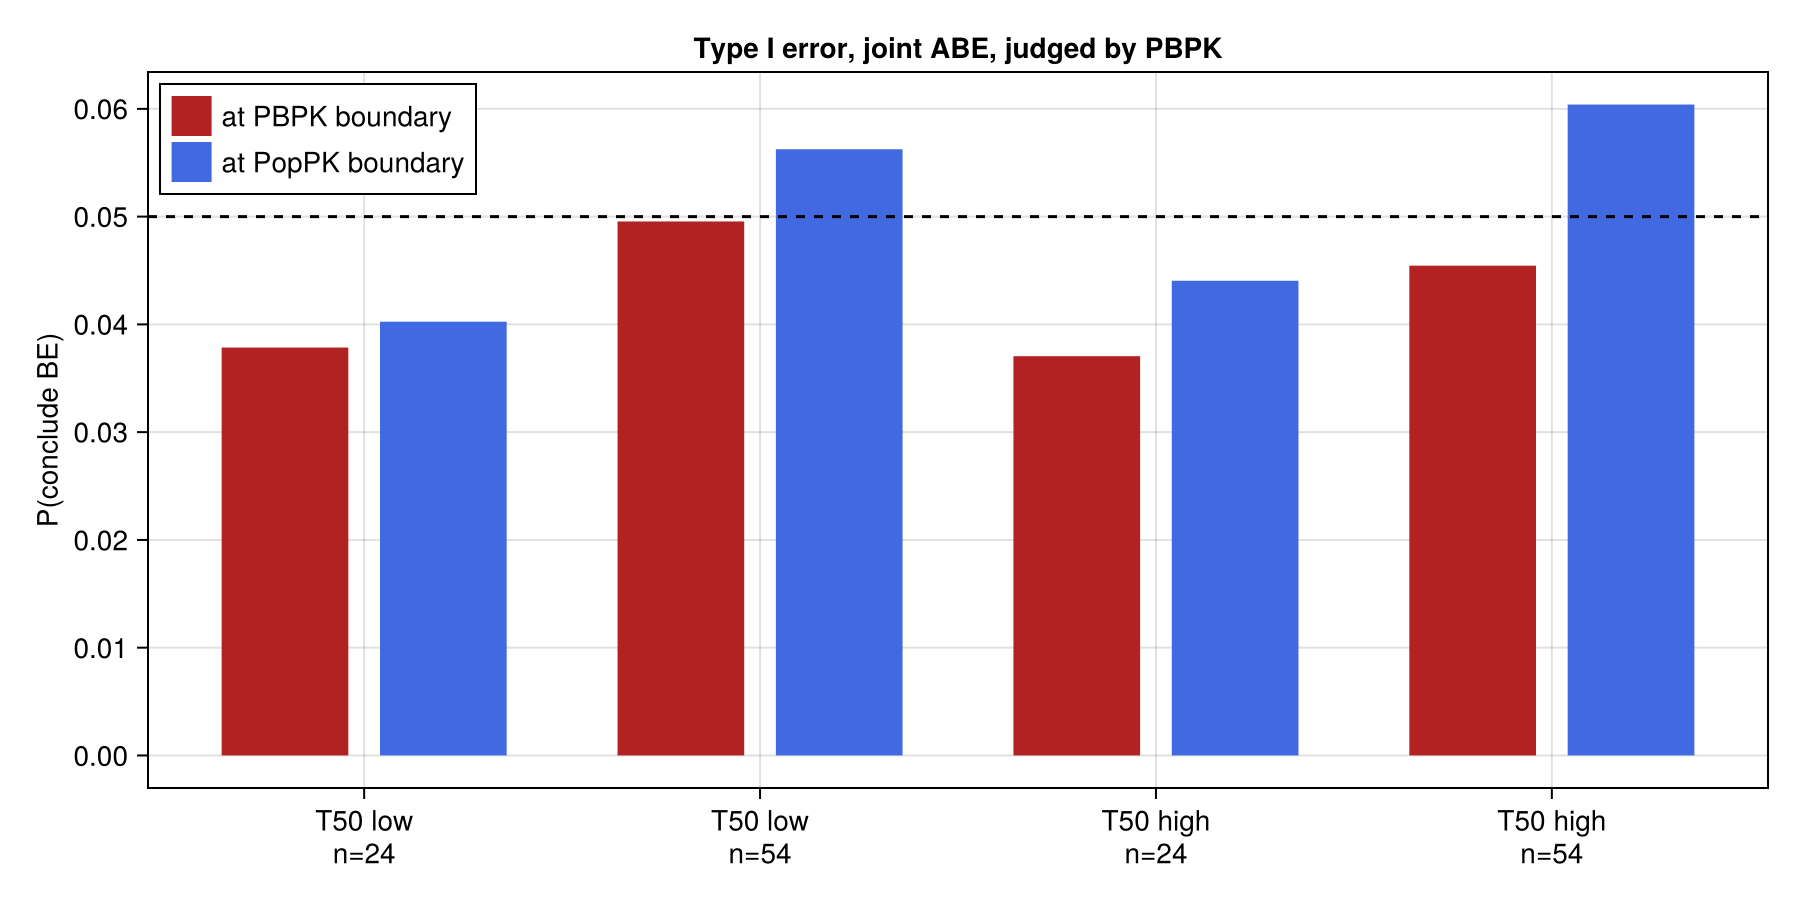 Type I error, joint ABE, judged by PBPK
at PBPK boundary
at PopPK boundary
P(conclude BE)
0.06
0.05
0.04
0.03
0.02
0.01
0.00
T50 low
n=24
T50 low
n=54
T50 high
n=24
T50 high
n=54